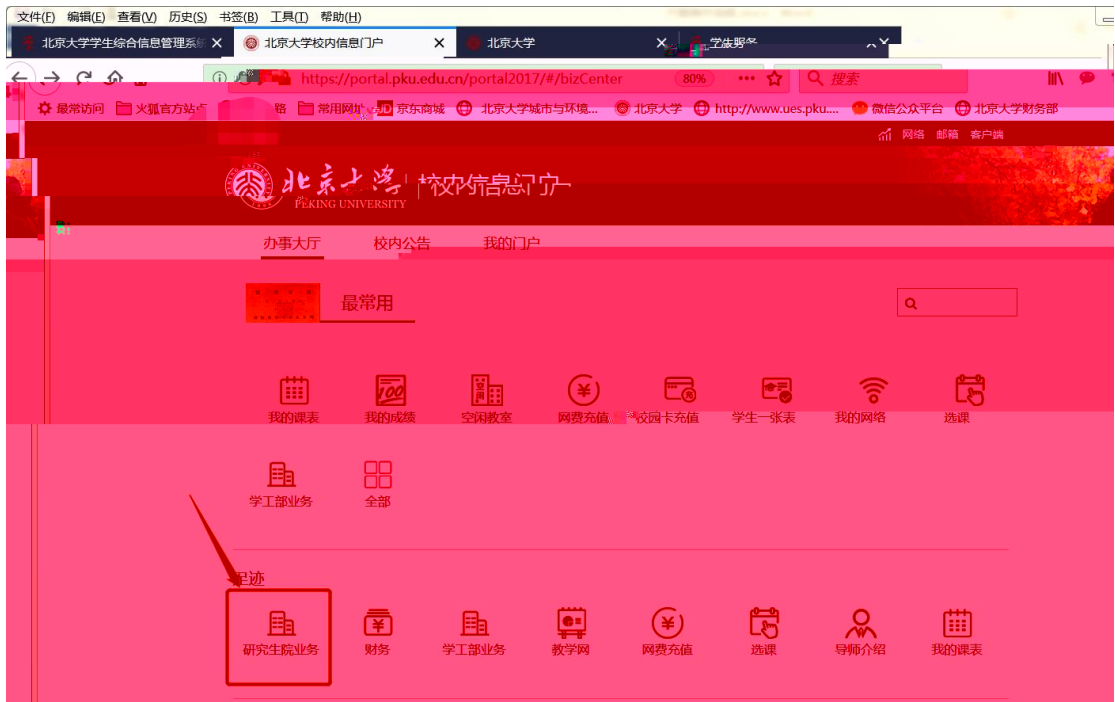 文件(F) 编辑(E) 查看(V) 历史(S) 书签(B) 工具(T) 帮助(H)
北京大学学生综合信息管理系统 北京大学校内信息门户 北京大学
https://portal.pku.edu.cn/portal2017/#/bizCenter 80% 搜索
最常访问 火狐官方站点 常用网址 JD 京东商城 北京大学城市与环境... 北京大学 http://www.ues.pku.... 微信公众平台 北京大学财务部
网络 邮箱 客户端
北京大学 校内信息门户
PEKING UNIVERSITY
办事大厅 校内公告 我的门户
最常用
我的课表 我的成绩 空闲教室 网费充值 校园卡充值 学生一张表 我的网络 选课
学工部业务 全部
足迹
研究生院业务 财务 学工部业务 教学网 网费充值 选课 导师介绍 我的课表